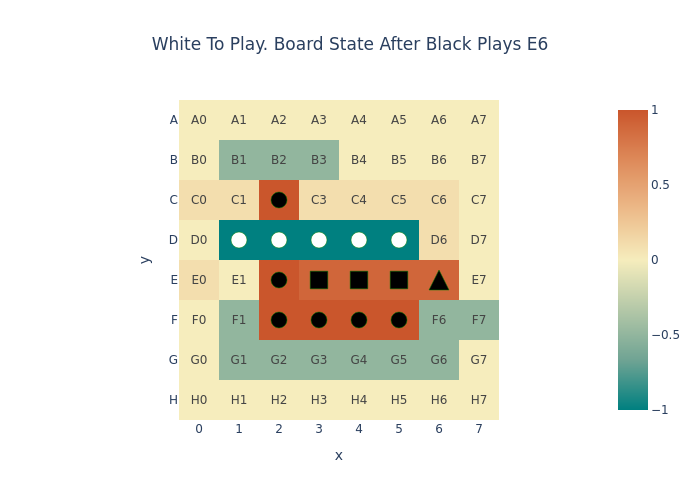 White To Play. Board State After Black Plays E6
A A0 A1 A2 A3 A4 A5 A6 A7
B B0 B1 B2 B3 B4 B5 B6 B7
C C0 C1 C3 C4 C5 C6 C7
D D0 D6 D7
E E0 E1 E7
F F0 F1 F6 F7
G G0 G1 G2 G3 G4 G5 G6 G7
H H0 H1 H2 H3 H4 H5 H6 H7
0 1 2 3 4 5 6 7
x
y
1
0.5
0
−0.5
−1